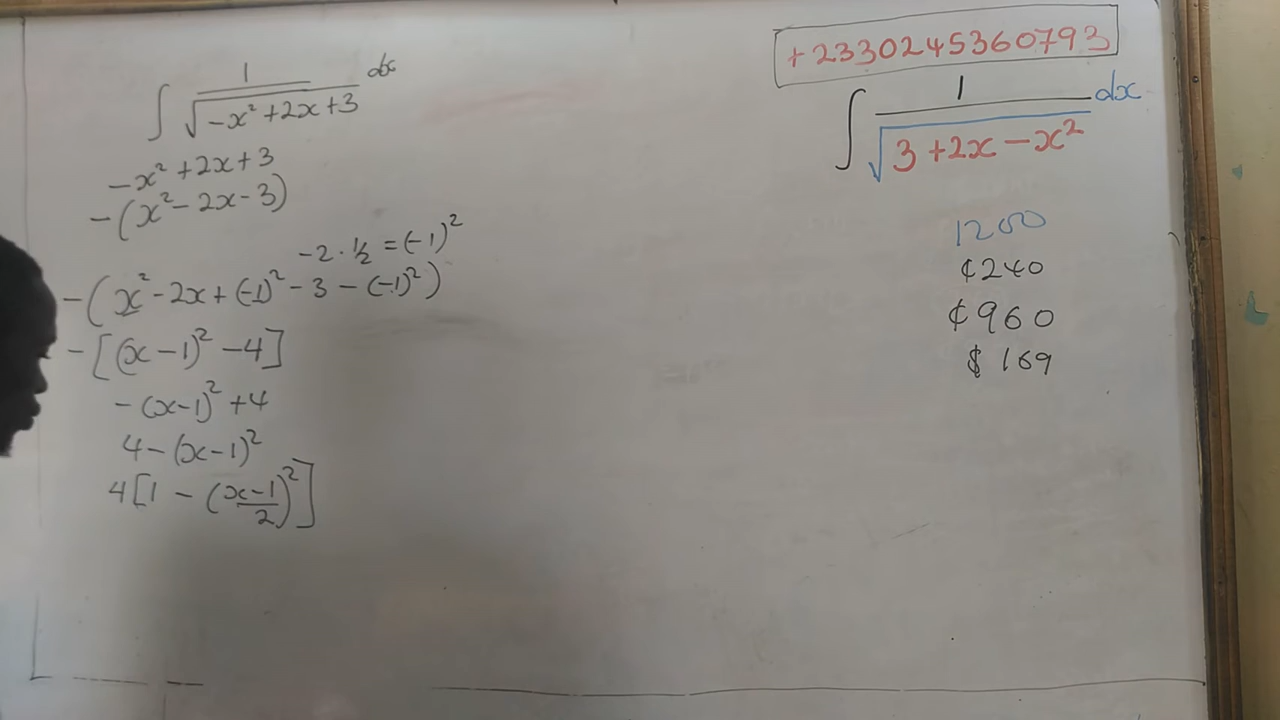 ∫ 1/√(-x² + 2x + 3) dx
-x² + 2x + 3
-(x² - 2x - 3)
-2 · ½ = (-1)²
-(x² - 2x + (-1)² - 3 - (-1)²)
-[(x - 1)² - 4]
-(x-1)² + 4
4 - (x - 1)²
4[1 - ((x-1)/2)²]
+2330245360793
∫ 1/√(3 + 2x - x²) dx
1200
¢240
¢960
$169